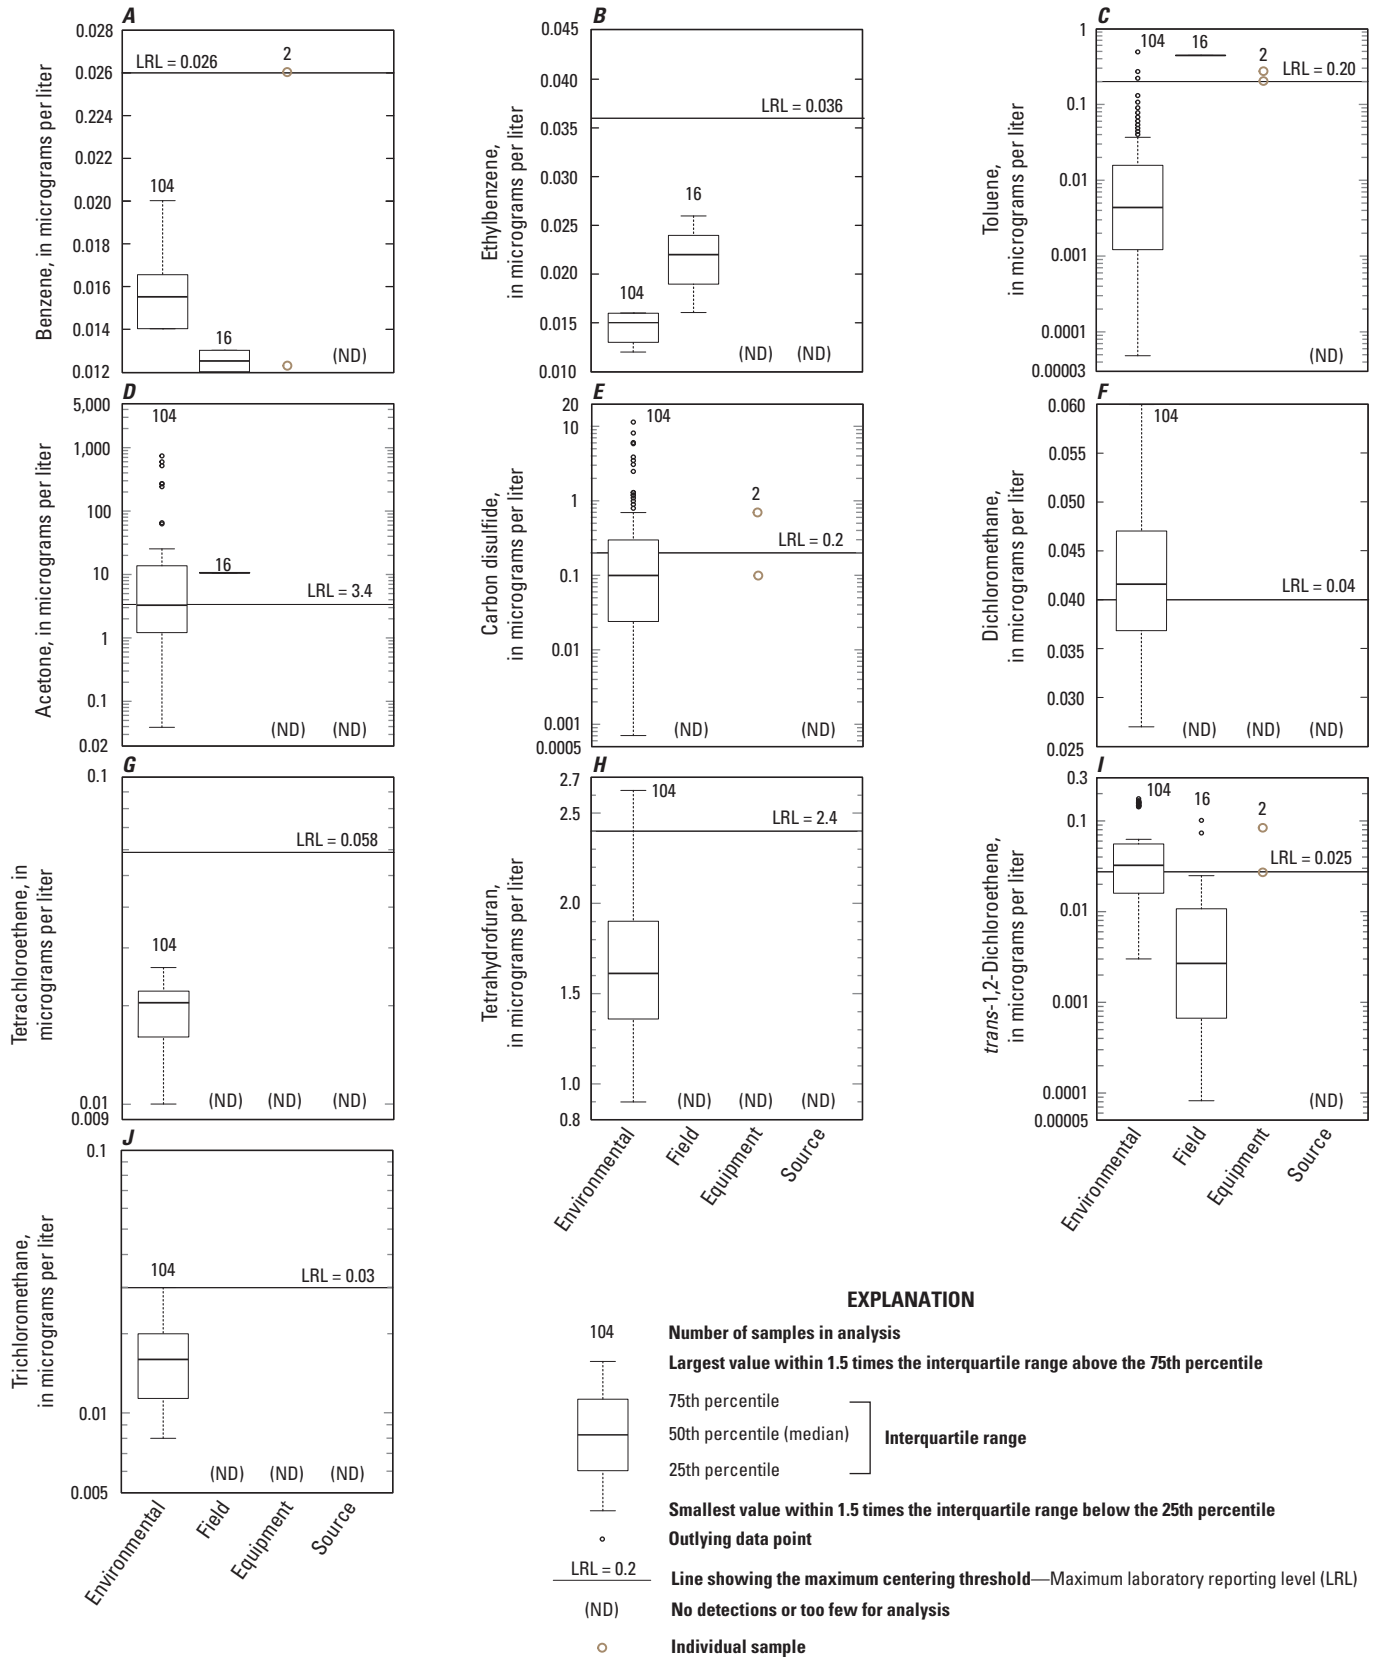 A
Benzene, in micrograms per liter
0.028
0.026
0.224
0.022
0.020
0.018
0.016
0.014
0.012
LRL = 0.026
2
104
16
(ND)
B
Ethylbenzene,
in micrograms per liter
0.045
0.040
0.035
0.030
0.025
0.020
0.015
0.010
LRL = 0.036
16
104
(ND) (ND)
C
Toluene,
in micrograms per liter
1
0.1
0.01
0.001
0.0001
0.00003
104 16 2
LRL = 0.20
(ND)
D
Acetone, in micrograms per liter
5,000
1,000
100
10
1
0.1
0.02
104
16
LRL = 3.4
(ND) (ND)
E
Carbon disulfide,
in micrograms per liter
20
10
1
0.1
0.01
0.001
0.0005
104
2
LRL = 0.2
(ND) (ND)
F
Dichloromethane,
in micrograms per liter
0.060
0.055
0.050
0.045
0.040
0.035
0.030
0.025
104
LRL = 0.04
(ND) (ND) (ND)
G
Tetrachloroethene, in
micrograms per liter
0.1
0.01
0.009
LRL = 0.058
104
(ND) (ND) (ND)
H
Tetrahydrofuran,
in micrograms per liter
2.7
2.5
2.0
1.5
1.0
0.8
104
LRL = 2.4
(ND) (ND) (ND)
Environmental
Field
Equipment
Source
I
trans-1,2-Dichloroethene,
in micrograms per liter
0.3
0.1
0.01
0.001
0.0001
0.00005
104
16
2
LRL = 0.025
(ND)
Environmental
Field
Equipment
Source
J
Trichloromethane,
in micrograms per liter
0.1
0.01
0.005
104
LRL = 0.03
(ND) (ND) (ND)
Environmental
Field
Equipment
Source
EXPLANATION
104 Number of samples in analysis
Largest value within 1.5 times the interquartile range above the 75th percentile
75th percentile
50th percentile (median)
Interquartile range
25th percentile
Smallest value within 1.5 times the interquartile range below the 25th percentile
Outlying data point
LRL = 0.2 Line showing the maximum centering threshold—Maximum laboratory reporting level (LRL)
(ND) No detections or too few for analysis
Individual sample